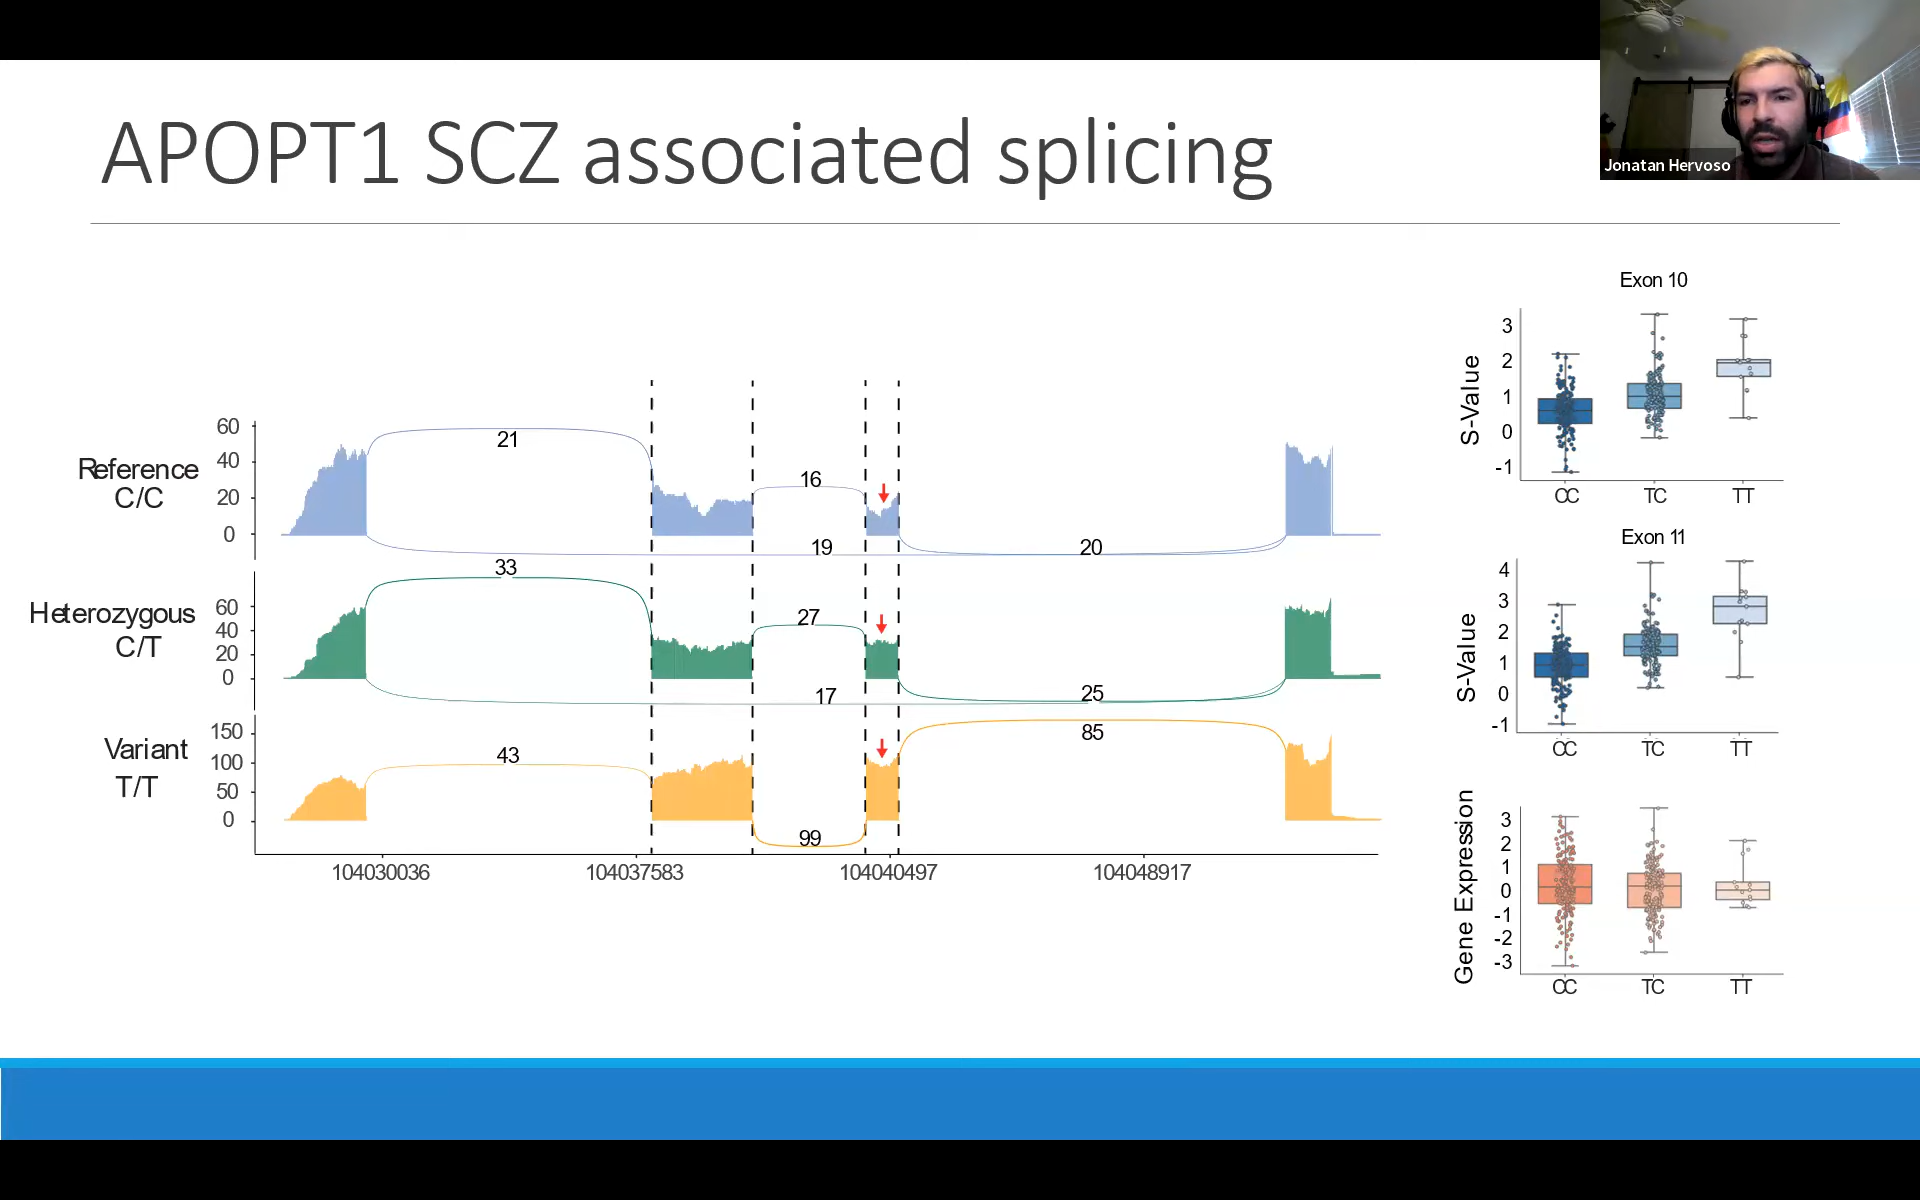 APOPT1 SCZ associated splicing
Jonatan Hervoso
Reference
C/C
60
40
20
0
21
16
19
20
Heterozygous
C/T
60
40
20
0
33
27
17
25
Variant
T/T
150
100
50
0
43
99
85
104030036
104037583
104040497
104048917
Exon 10
S-Value
3
2
1
0
-1
CC
TC
TT
Exon 11
S-Value
4
3
2
1
0
-1
CC
TC
TT
Gene Expression
3
2
1
0
-1
-2
-3
CC
TC
TT